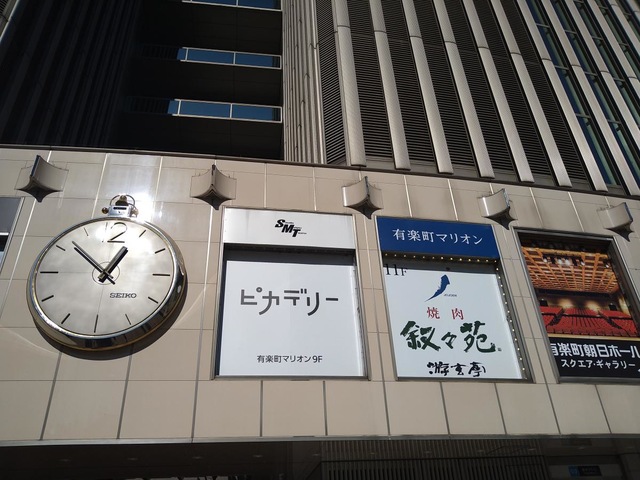 12
SEIKO
SMT
ピカデリー
有楽町マリオン9F
有楽町マリオン
11F
焼肉
叙々苑
游玄亭
有楽町朝日ホール
スクエア・ギャラリー